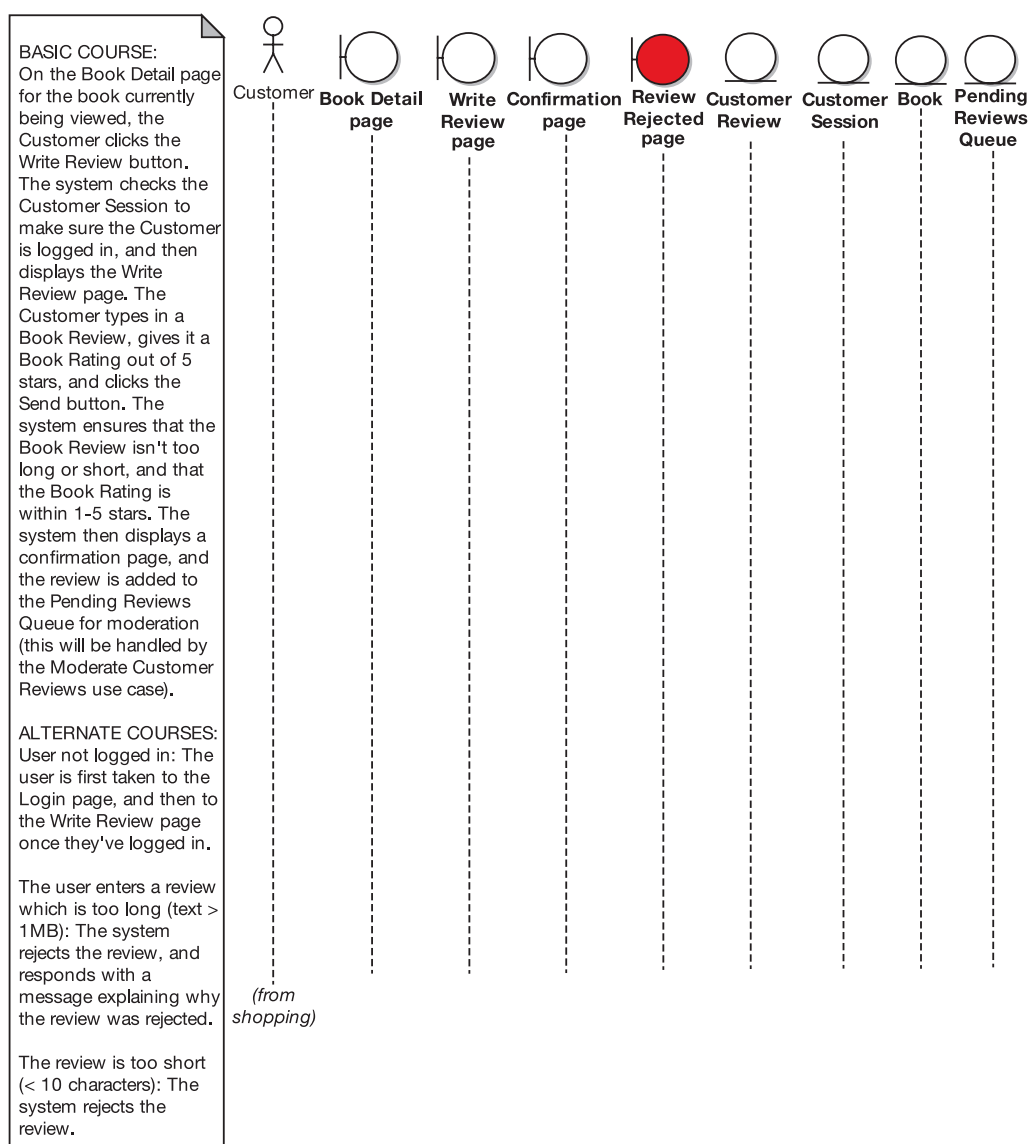 BASIC COURSE:
On the Book Detail page
for the book currently
being viewed, the
Customer clicks the
Write Review button.
The system checks the
Customer Session to
make sure the Customer
is logged in, and then
displays the Write
Review page. The
Customer types in a
Book Review, gives it a
Book Rating out of 5
stars, and clicks the
Send button. The
system ensures that the
Book Review isn't too
long or short, and that
the Book Rating is
within 1-5 stars. The
system then displays a
confirmation page, and
the review is added to
the Pending Reviews
Queue for moderation
(this will be handled by
the Moderate Customer
Reviews use case).
ALTERNATE COURSES:
User not logged in: The
user is first taken to the
Login page, and then to
the Write Review page
once they've logged in.
The user enters a review
which is too long (text >
1MB): The system
rejects the review, and
responds with a
message explaining why
the review was rejected.
The review is too short
(< 10 characters): The
system rejects the
review.
Customer
(from
shopping)
Book Detail
page
Write
Review
page
Confirmation
page
Review
Rejected
page
Customer
Review
Customer
Session
Book
Pending
Reviews
Queue